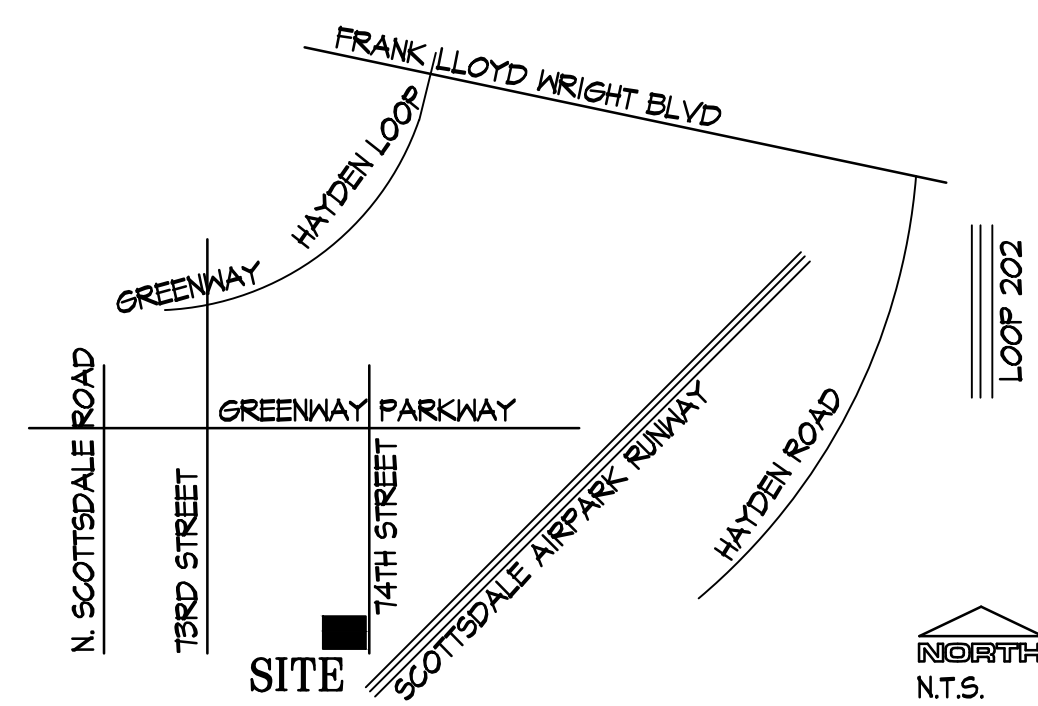 FRANK LLOYD WRIGHT BLVD
HAYDEN LOOP
GREENWAY
LOOP 202
N. SCOTTSDALE ROAD
GREENWAY PARKWAY
73RD STREET
74TH STREET
SCOTTSDALE AIRPARK RUNWAY
HAYDEN ROAD
SITE
NORTH
N.T.S.